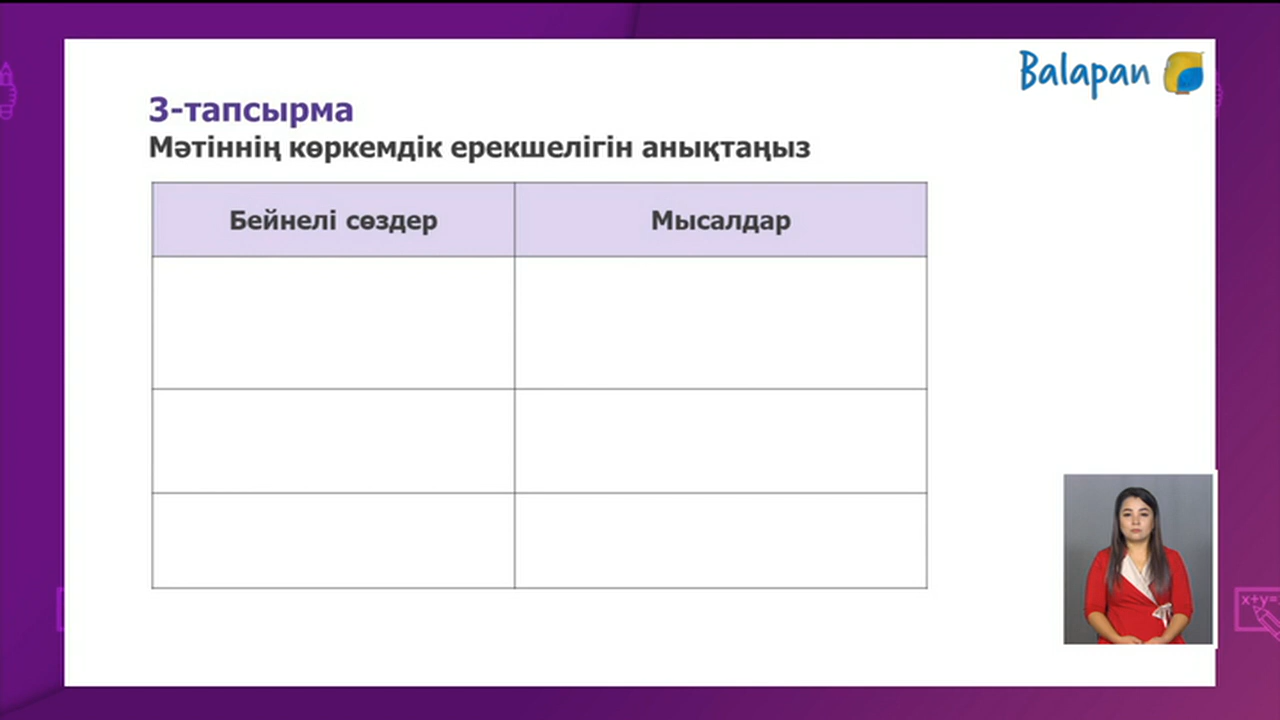 Balapan
3-тапсырма
Мәтіннің көркемдік ерекшелігін анықтаңыз
Бейнелі сөздер
Мысалдар
x+y=